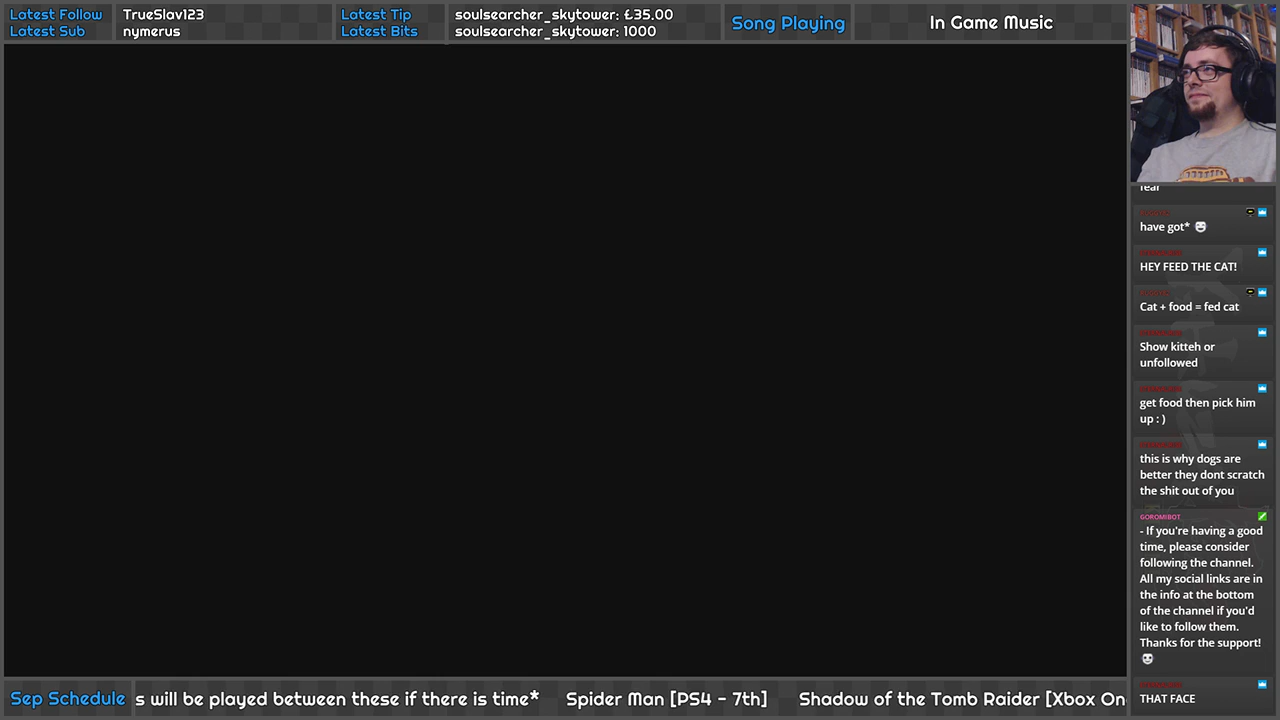 Latest Follow
Latest Sub
TrueSlav123
nymerus
Latest Tip
Latest Bits
soulsearcher_skytower: £35.00
soulsearcher_skytower: 1000
Song Playing
In Game Music
fear
have got*
HEY FEED THE CAT!
Cat + food = fed cat
Show kitteh or
unfollowed
get food then pick him
up : )
this is why dogs are
better they dont scratch
the shit out of you
GOROMIBOT
- If you're having a good
time, please consider
following the channel.
All my social links are in
the info at the bottom
of the channel if you'd
like to follow them.
Thanks for the support!
THAT FACE
Sep Schedule
s will be played between these if there is time* Spider Man [PS4 - 7th] Shadow of the Tomb Raider [Xbox On